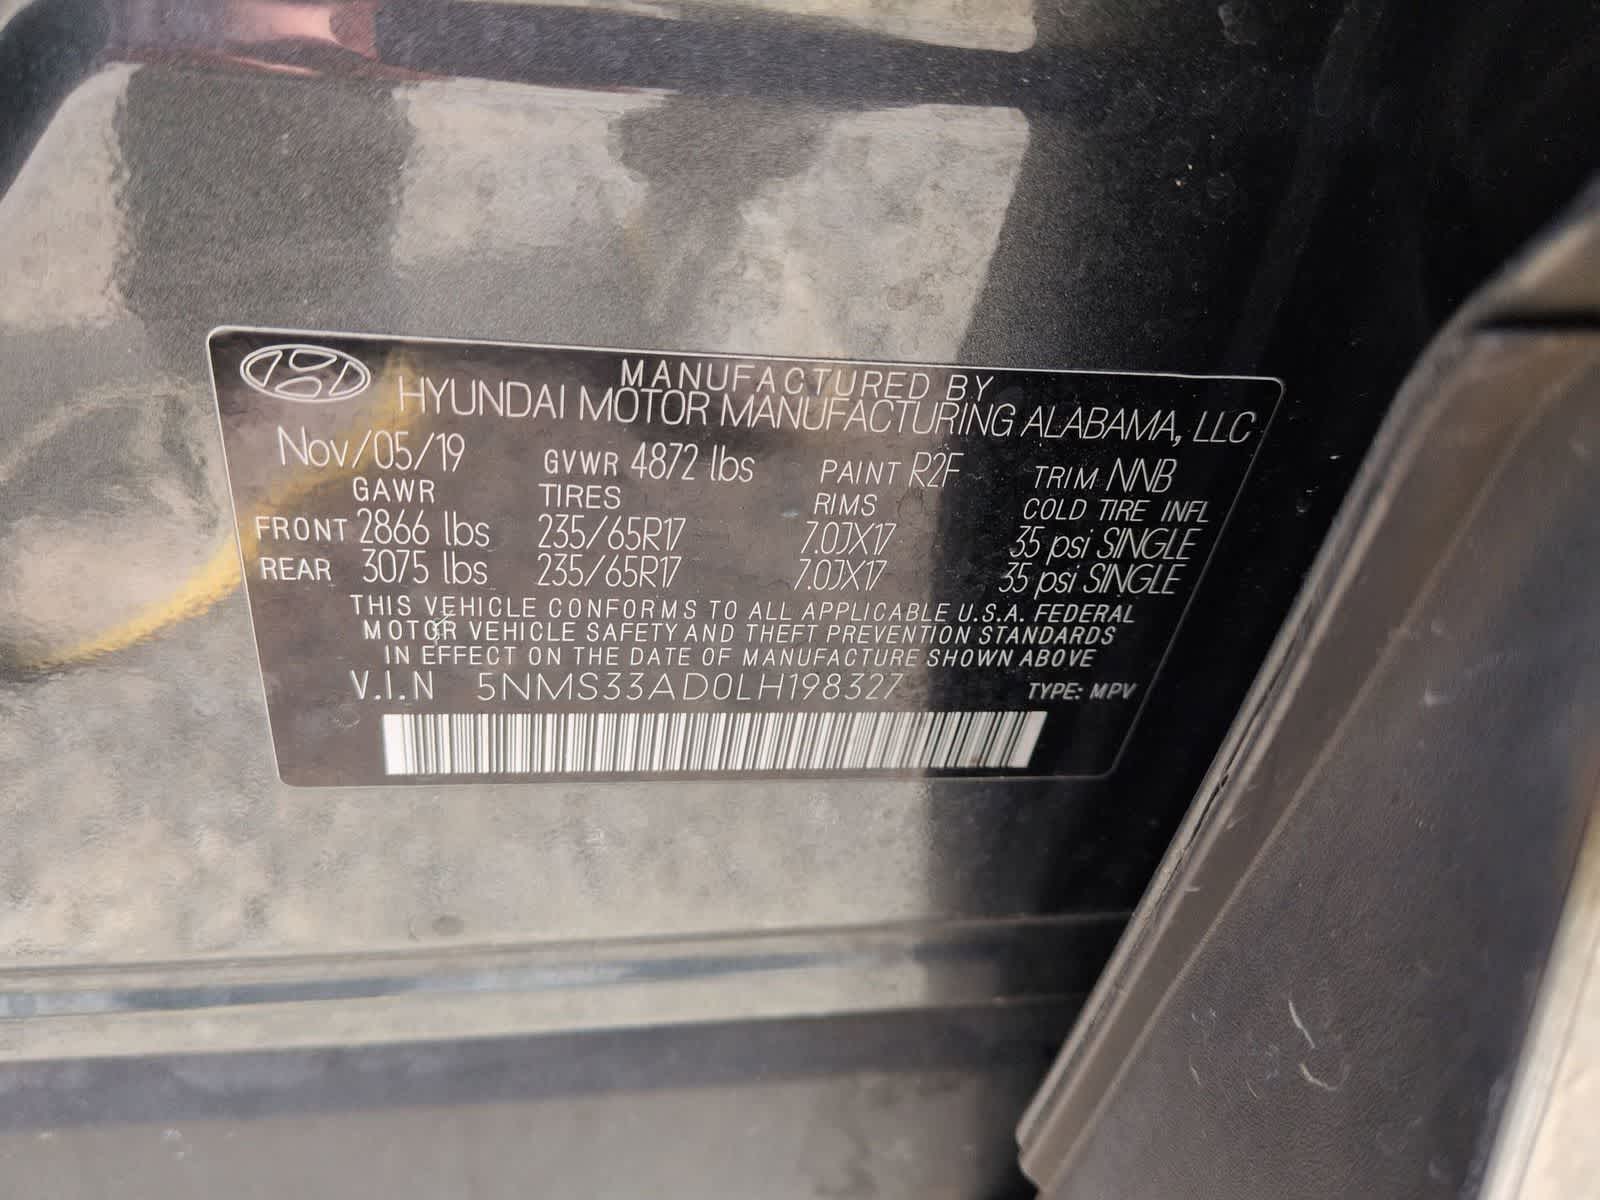 MANUFACTURED BY
HYUNDAI MOTOR MANUFACTURING ALABAMA, LLC
Nov/05/19 GVWR 4872 lbs PAINT R2F TRIM NNB
GAWR TIRES RIMS COLD TIRE INFL
FRONT 2866 lbs 235/65R17 7.0JX17 35 psi SINGLE
REAR 3075 lbs 235/65R17 7.0JX17 35 psi SINGLE
THIS VEHICLE CONFORMS TO ALL APPLICABLE U.S.A. FEDERAL
MOTOR VEHICLE SAFETY AND THEFT PREVENTION STANDARDS
IN EFFECT ON THE DATE OF MANUFACTURE SHOWN ABOVE
V.I.N 5NMS33AD0LH198327 TYPE: MPV